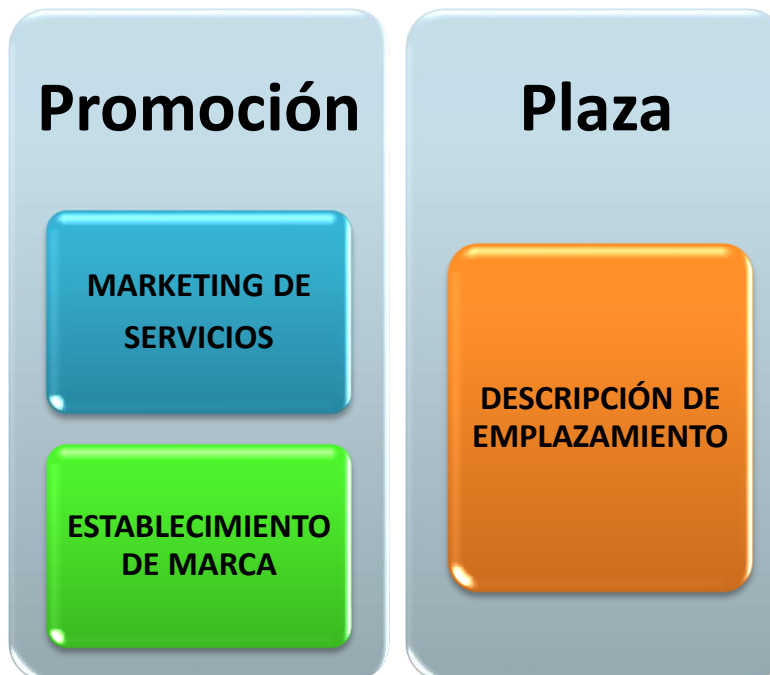 Promoción
MARKETING DE
SERVICIOS
ESTABLECIMIENTO
DE MARCA
Plaza
DESCRIPCIÓN DE
EMPLAZAMIENTO